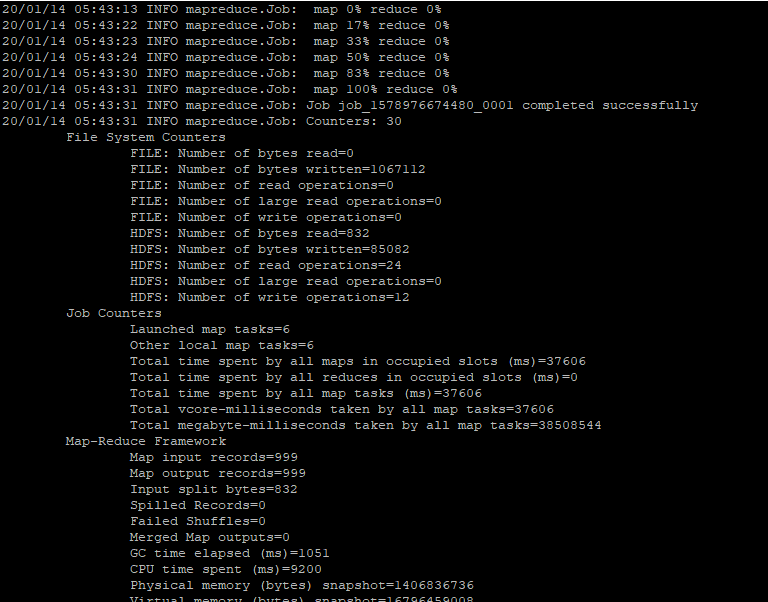 20/01/14 05:43:13 INFO mapreduce.Job:  map 0% reduce 0%
20/01/14 05:43:22 INFO mapreduce.Job:  map 17% reduce 0%
20/01/14 05:43:23 INFO mapreduce.Job:  map 33% reduce 0%
20/01/14 05:43:24 INFO mapreduce.Job:  map 50% reduce 0%
20/01/14 05:43:30 INFO mapreduce.Job:  map 83% reduce 0%
20/01/14 05:43:31 INFO mapreduce.Job:  map 100% reduce 0%
20/01/14 05:43:31 INFO mapreduce.Job: Job job_1578976674480_0001 completed successfully
20/01/14 05:43:31 INFO mapreduce.Job: Counters: 30
File System Counters
FILE: Number of bytes read=0
FILE: Number of bytes written=1067112
FILE: Number of read operations=0
FILE: Number of large read operations=0
FILE: Number of write operations=0
HDFS: Number of bytes read=832
HDFS: Number of bytes written=85082
HDFS: Number of read operations=24
HDFS: Number of large read operations=0
HDFS: Number of write operations=12
Job Counters
Launched map tasks=6
Other local map tasks=6
Total time spent by all maps in occupied slots (ms)=37606
Total time spent by all reduces in occupied slots (ms)=0
Total time spent by all map tasks (ms)=37606
Total vcore-milliseconds taken by all map tasks=37606
Total megabyte-milliseconds taken by all map tasks=38508544
Map-Reduce Framework
Map input records=999
Map output records=999
Input split bytes=832
Spilled Records=0
Failed Shuffles=0
Merged Map outputs=0
GC time elapsed (ms)=1051
CPU time spent (ms)=9200
Physical memory (bytes) snapshot=1406836736
Virtual memory (bytes) snapshot=16796459008